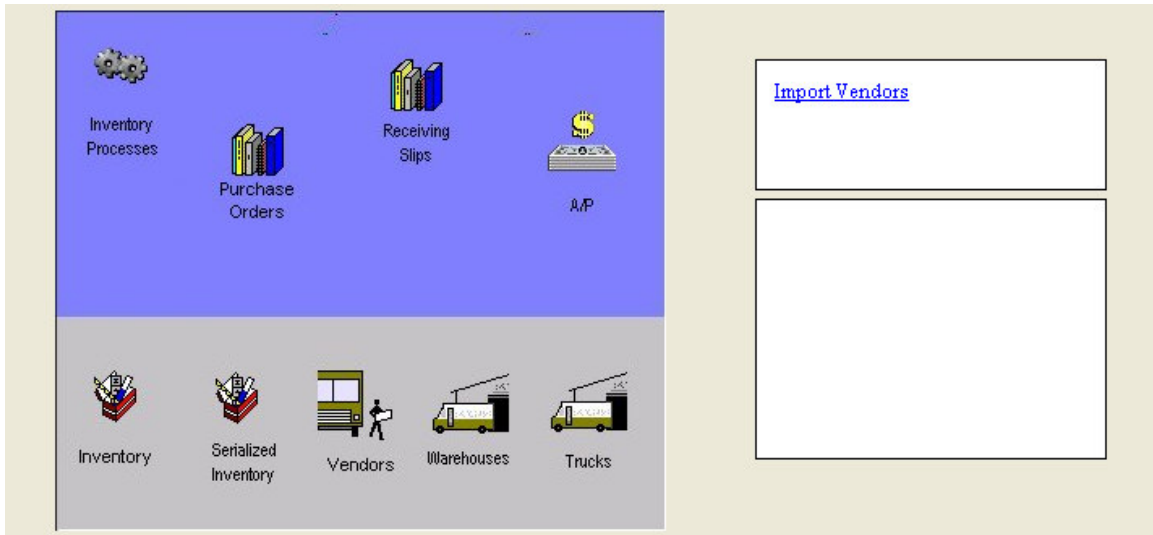 Inventory
Processes
Purchase
Orders
Receiving
Slips
$
A/P
Inventory
Serialized
Inventory
Vendors
Warehouses
Trucks
Import Vendors